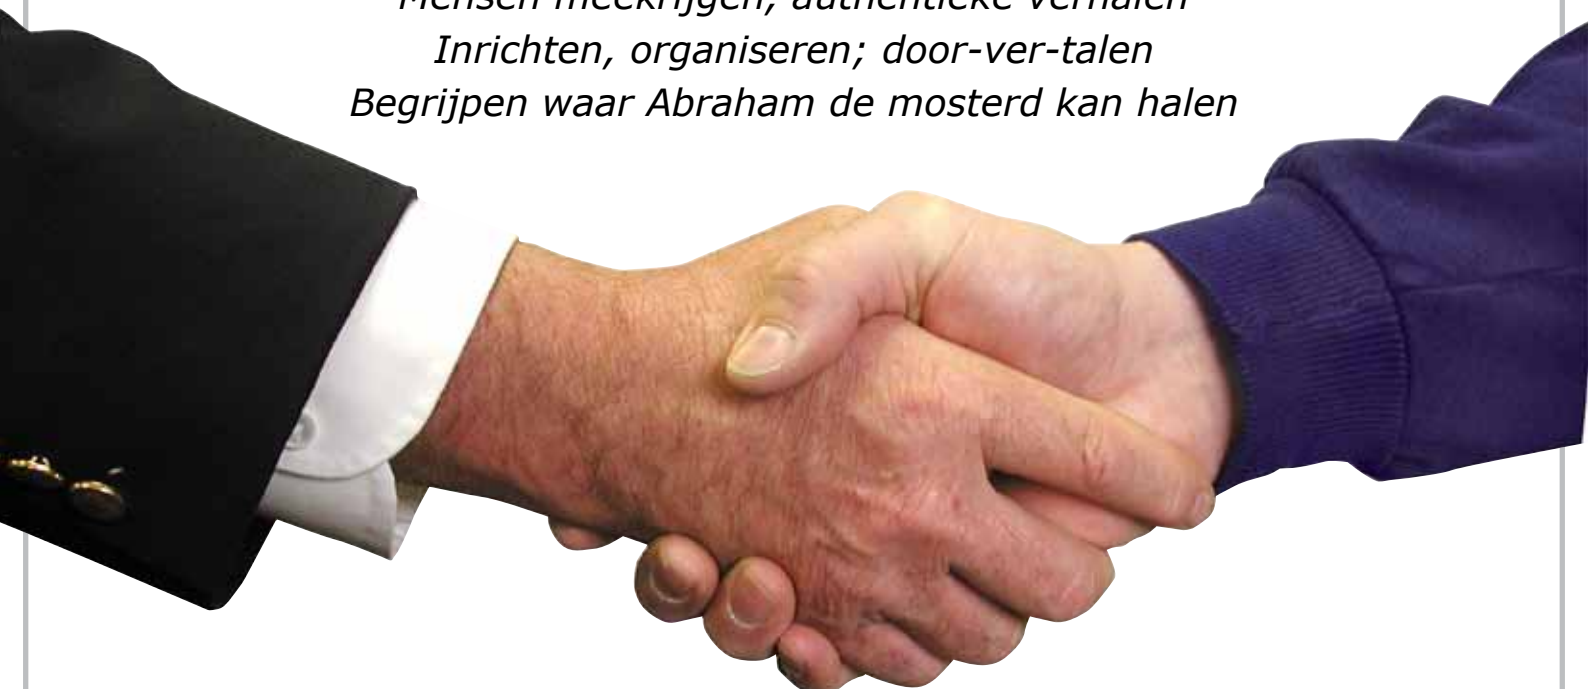 Mensen meekrijgen, authentieke verhalen
Inrichten, organiseren; door-ver-talen
Begrijpen waar Abraham de mosterd kan halen